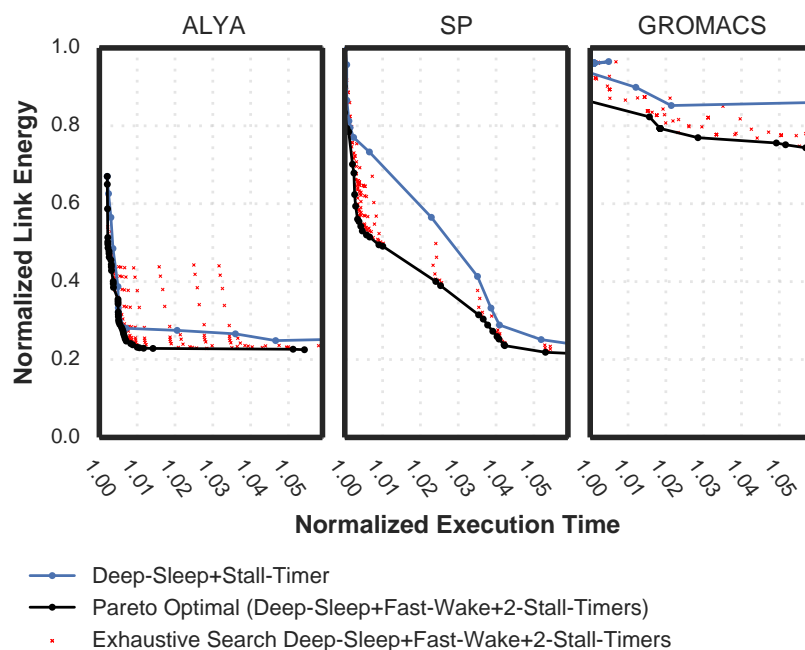 ALYA SP GROMACS
Normalized Link Energy
1.0
0.8
0.6
0.4
0.2
0.0
1.00 1.01 1.02 1.03 1.04 1.05 1.00 1.01 1.02 1.03 1.04 1.05 1.00 1.01 1.02 1.03 1.04 1.05
Normalized Execution Time
Deep-Sleep+Stall-Timer
Pareto Optimal (Deep-Sleep+Fast-Wake+2-Stall-Timers)
Exhaustive Search Deep-Sleep+Fast-Wake+2-Stall-Timers